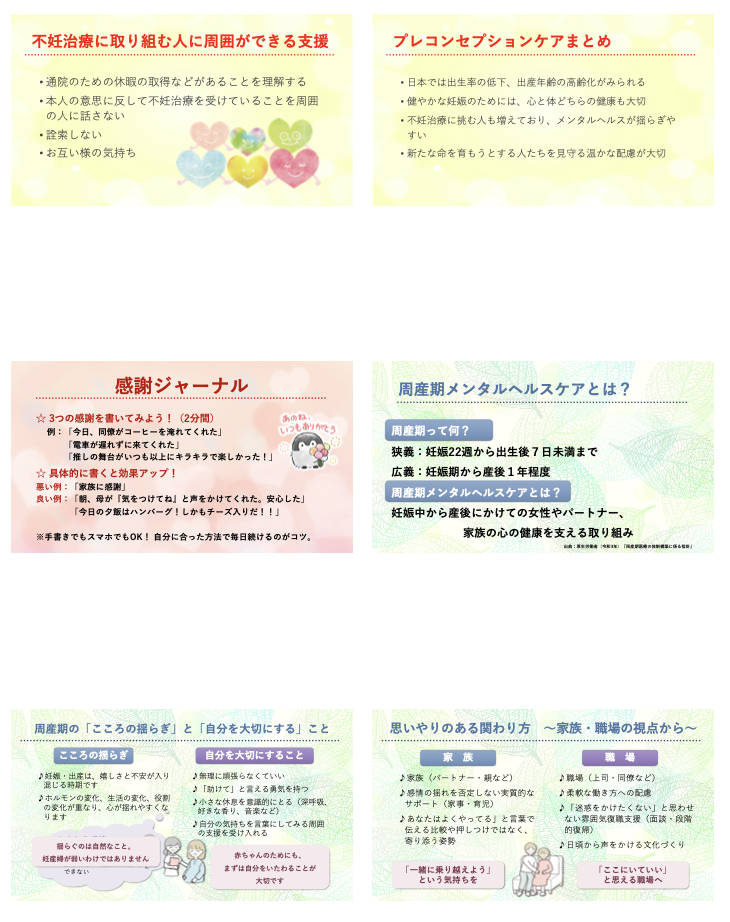 不妊治療に取り組む人に周囲ができる支援
• 通院のための休暇の取得などがあることを理解する
• 本人の意思に反して不妊治療を受けていることを周囲
の人に話さない
• 詮索しない
• お互い様の気持ち
プレコンセプションケアまとめ
• 日本では出生率の低下、出産年齢の高齢化がみられる
• 健やかな妊娠のためには、心と体どちらの健康も大切
• 不妊治療に挑む人も増えており、メンタルヘルスが揺らぎや
すい
• 新たな命を育もうとする人たちを見守る温かな配慮が大切
感謝ジャーナル
☆ 3つの感謝を書いてみよう！（2分間）
例：「今日、同僚がコーヒーを淹れてくれた」
「電車が遅れずに来てくれた」
「推しの舞台がいつも以上にキラキラで楽しかった！」
☆ 具体的に書くと効果アップ！
悪い例：「家族に感謝」
良い例：「朝、母が『気をつけてね』と声をかけてくれた。安心した」
「今日の夕飯はハンバーグ！しかもチーズ入りだ！！」
※手書きでもスマホでもOK！ 自分に合った方法で毎日続けるのがコツ。
あのね、
いつもありがとう
周産期メンタルヘルスケアとは？
周産期って何？
狭義：妊娠22週から出生後７日未満まで
広義：妊娠期から産後１年程度
周産期メンタルヘルスケアとは？
妊娠中から産後にかけての女性やパートナー、
家族の心の健康を支える取り組み
出典：厚生労働省（令和3年）「周産期医療の体制構築に係る指針」
周産期の「こころの揺らぎ」と「自分を大切にする」こと
こころの揺らぎ
♪妊娠・出産は、嬉しさと不安が入り
混じる時期です
♪ホルモンの変化、生活の変化、役割
の変化が重なり、心が揺れやすくな
ります
揺らぐのは自然なこと。
妊産婦が弱いわけではありません
できない
自分を大切にすること
♪無理に頑張らなくていい
♪「助けて」と言える勇気を持つ
♪小さな休息を意識的にとる（深呼吸、
好きな香り、音楽など）
♪自分の気持ちを言葉にしてみる周囲
の支援を受け入れる
赤ちゃんのためにも、
まずは自分をいたわることが
大切です
思いやりのある関わり方　～家族・職場の視点から～
家　族
♪家族（パートナー・親など）
♪感情の揺れを否定しない実質的な
サポート（家事・育児）
♪あなたはよくやってる」と言葉で
伝える比較や押しつけではなく、
寄り添う姿勢
「一緒に乗り越えよう」
という気持ちを
職　場
♪職場（上司・同僚など）
♪柔軟な働き方への配慮
♪「迷惑をかけたくない」と思わせ
ない雰囲気復職支援（面談・段階
的復帰）
♪日頃から声をかける文化づくり
「ここにいていい」
と思える職場へ